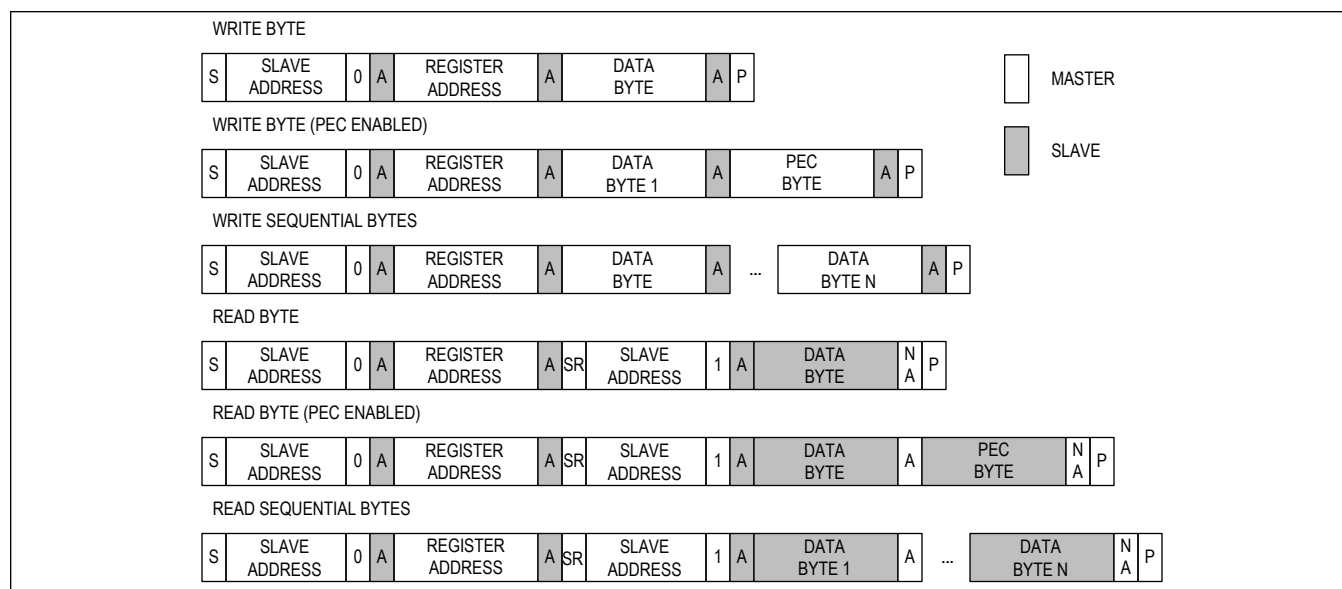 WRITE BYTE
S SLAVE ADDRESS 0 A REGISTER ADDRESS A DATA BYTE A P
MASTER
WRITE BYTE (PEC ENABLED)
SLAVE
S SLAVE ADDRESS 0 A REGISTER ADDRESS A DATA BYTE 1 A PEC BYTE A P
WRITE SEQUENTIAL BYTES
S SLAVE ADDRESS 0 A REGISTER ADDRESS A DATA BYTE A ... DATA BYTE N A P
READ BYTE
S SLAVE ADDRESS 0 A REGISTER ADDRESS A SR SLAVE ADDRESS 1 A DATA BYTE NA P
READ BYTE (PEC ENABLED)
S SLAVE ADDRESS 0 A REGISTER ADDRESS A SR SLAVE ADDRESS 1 A DATA BYTE A PEC BYTE NA P
READ SEQUENTIAL BYTES
S SLAVE ADDRESS 0 A REGISTER ADDRESS A SR SLAVE ADDRESS 1 A DATA BYTE 1 A ... DATA BYTE N NA P